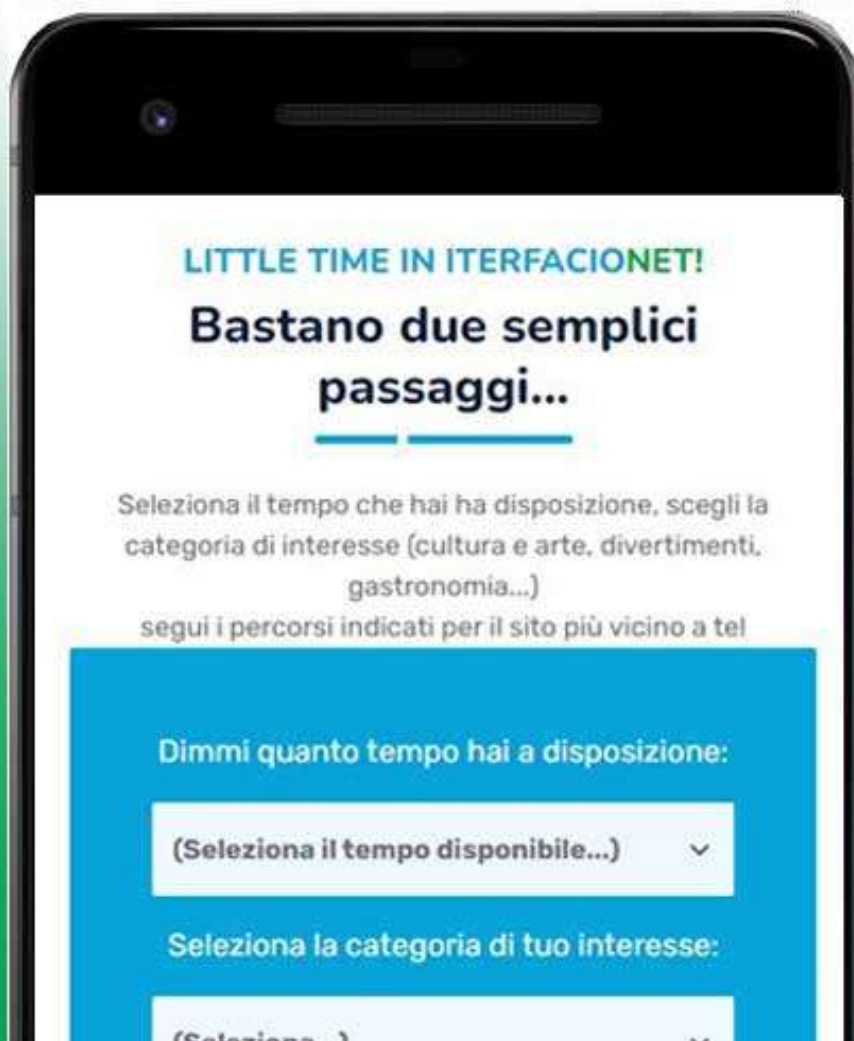 LITTLE TIME IN ITERFACIONET!
Bastano due semplici
passaggi...
Seleziona il tempo che hai ha disposizione, scegli la
categoria di interesse (cultura e arte, divertimenti,
gastronomia...)
segui i percorsi indicati per il sito più vicino a tel
Dimmi quanto tempo hai a disposizione:
(Seleziona il tempo disponibile...)
Seleziona la categoria di tuo interesse:
(Seleziona...)